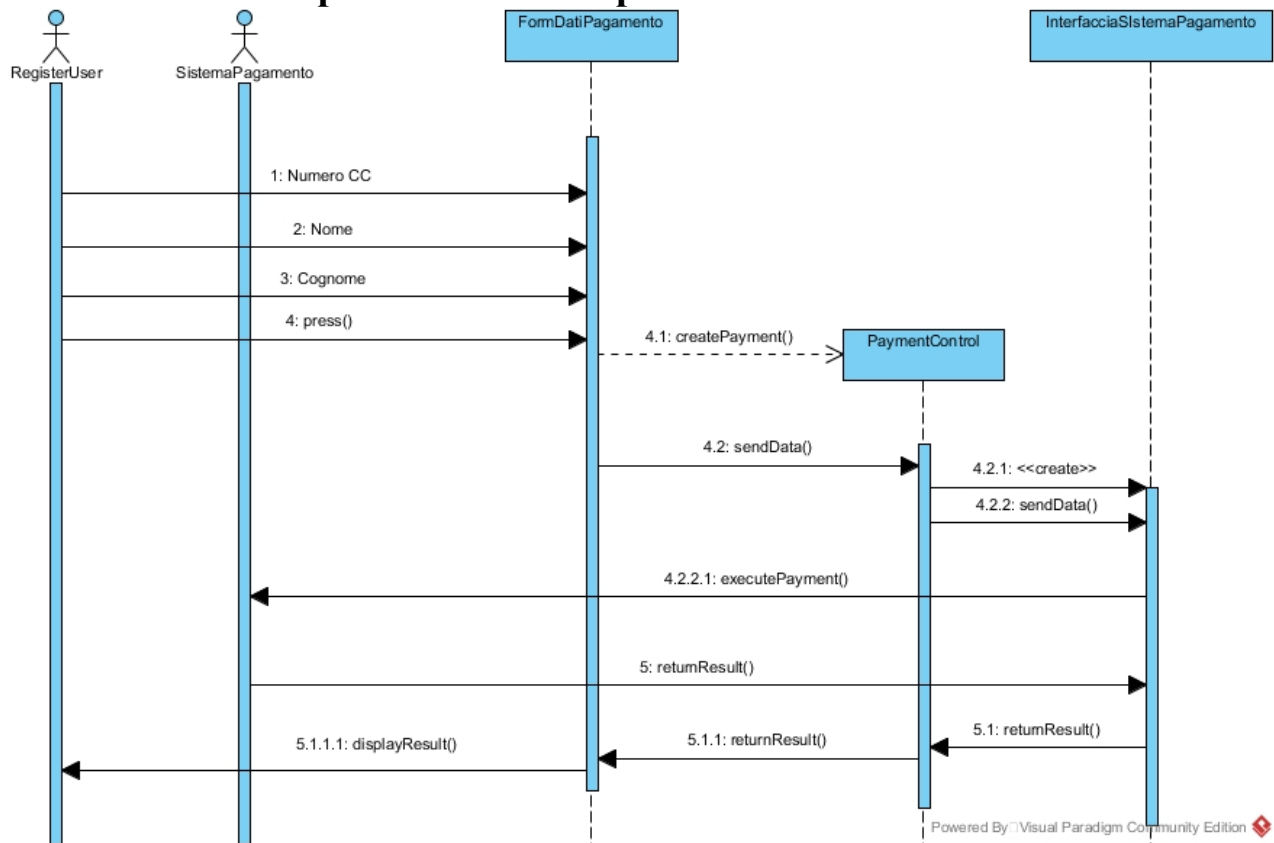 FormDatiPagamento
InterfacciaSIstemaPagamento
RegisterUser
SistemaPagamento
1: Numero CC
2: Nome
3: Cognome
4: press()
4.1: createPayment()
PaymentControl
4.2: sendData()
4.2.1: <<create>>
4.2.2: sendData()
4.2.2.1: executePayment()
5: returnResult()
5.1: returnResult()
5.1.1: returnResult()
5.1.1.1: displayResult()
Powered By Visual Paradigm Community Edition